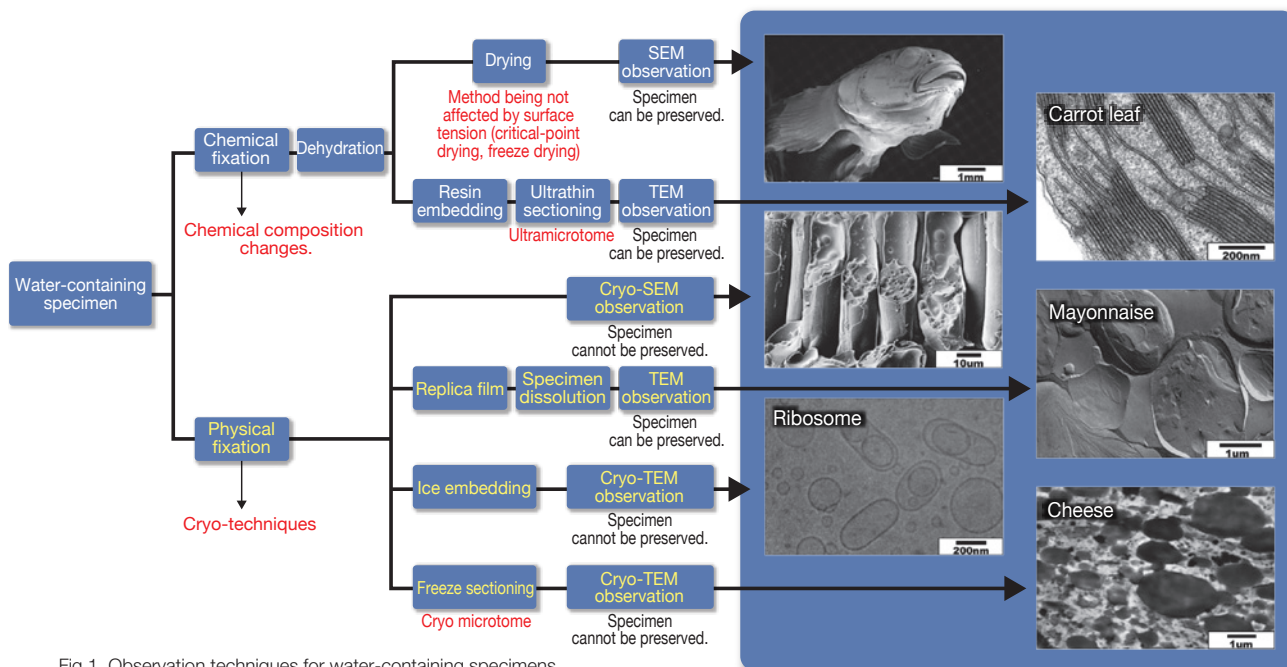 Water-containing
specimen
Chemical
fixation
Chemical composition
changes.
Dehydration
Drying
Method being not
affected by surface
tension (critical-point
drying, freeze drying)
SEM
observation
Specimen
can be preserved.
Resin
embedding
Ultrathin
sectioning
Ultramicrotome
TEM
observation
Specimen
can be preserved.
Physical
fixation
Cryo-techniques
Cryo-SEM
observation
Specimen
cannot be preserved.
Replica film
Specimen
dissolution
TEM
observation
Specimen
can be preserved.
Ice embedding
Cryo-TEM
observation
Specimen
cannot be preserved.
Freeze sectioning
Cryo microtome
Cryo-TEM
observation
Specimen
cannot be preserved.
1mm
Carrot leaf
200nm
10µm
Mayonnaise
1µm
Ribosome
200nm
Cheese
1µm
Fig.1 Observation techniques for water-containing specimens